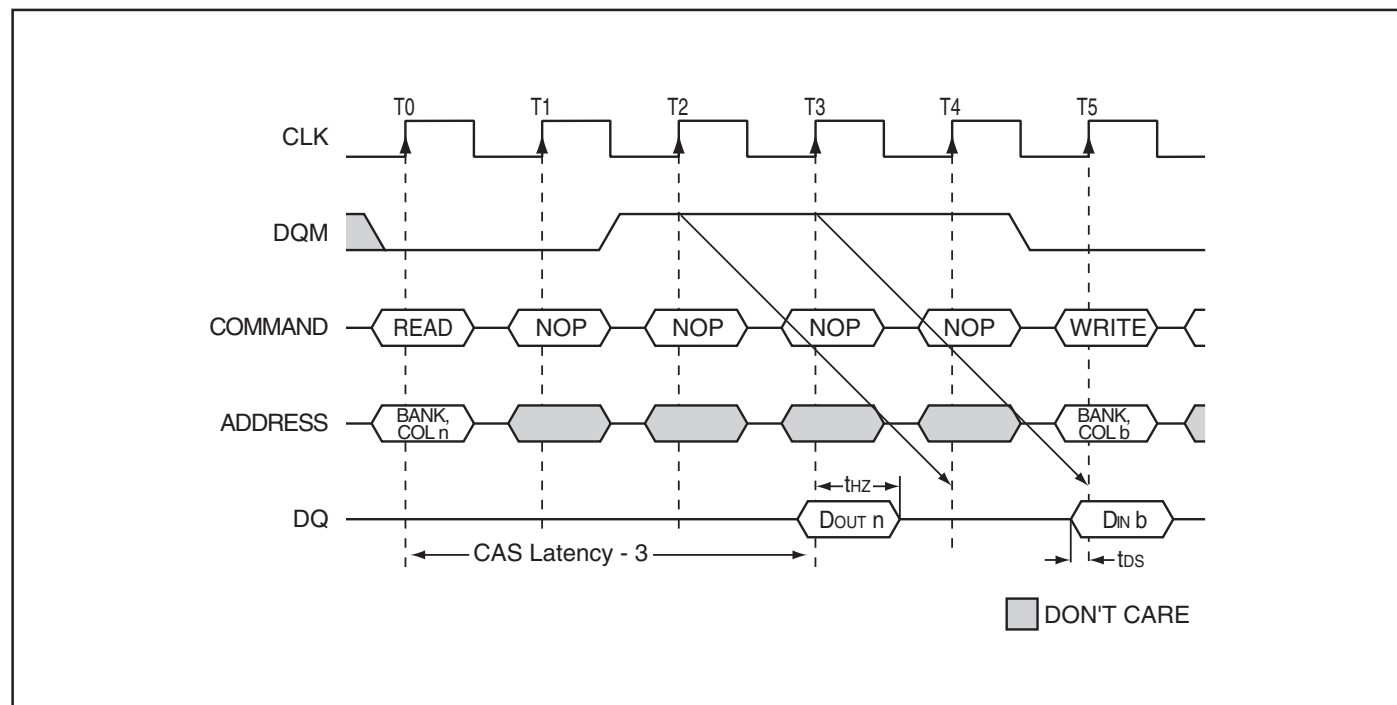 T0 T1 T2 T3 T4 T5
CLK
DQM
COMMAND READ NOP NOP NOP NOP WRITE
ADDRESS BANK, COL n BANK, COL b
tHZ
DQ DOUT n DIN b
CAS Latency - 3 tDS
DON'T CARE